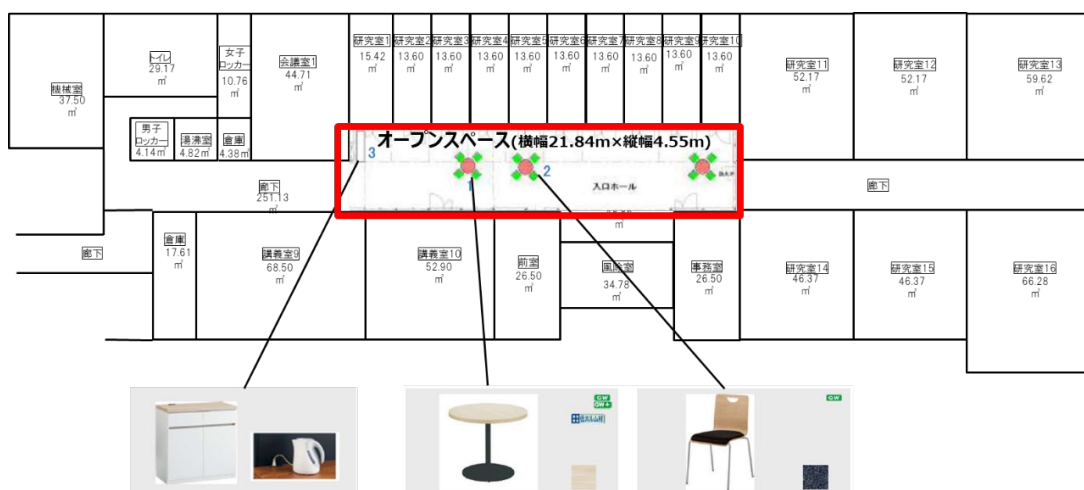 機械室
37.50
㎡
トイレ
29.17
㎡
女子
ロッカー
10.76
㎡
会議室1
44.71
㎡
男子
ロッカー
4.14㎡
湯沸室
4.82㎡
倉庫
4.38㎡
研究室1
15.42
㎡
研究室2
13.60
㎡
研究室3
13.60
㎡
研究室4
13.60
㎡
研究室5
13.60
㎡
研究室6
13.60
㎡
研究室7
13.60
㎡
研究室8
13.60
㎡
研究室9
13.60
㎡
研究室10
13.60
㎡
研究室11
52.17
㎡
研究室12
52.17
㎡
研究室13
59.62
㎡
オープンスペース(横幅21.84m×縦幅4.55m)
3
1
2
入口ホール
廊下
251.13
㎡
廊下
廊下
倉庫
17.61
㎡
講義室9
68.50
㎡
講義室10
52.90
㎡
前室
26.50
㎡
風除室
34.78
㎡
事務室
26.50
㎡
研究室14
46.37
㎡
研究室15
46.37
㎡
研究室16
66.28
㎡
GW
GW+
GW